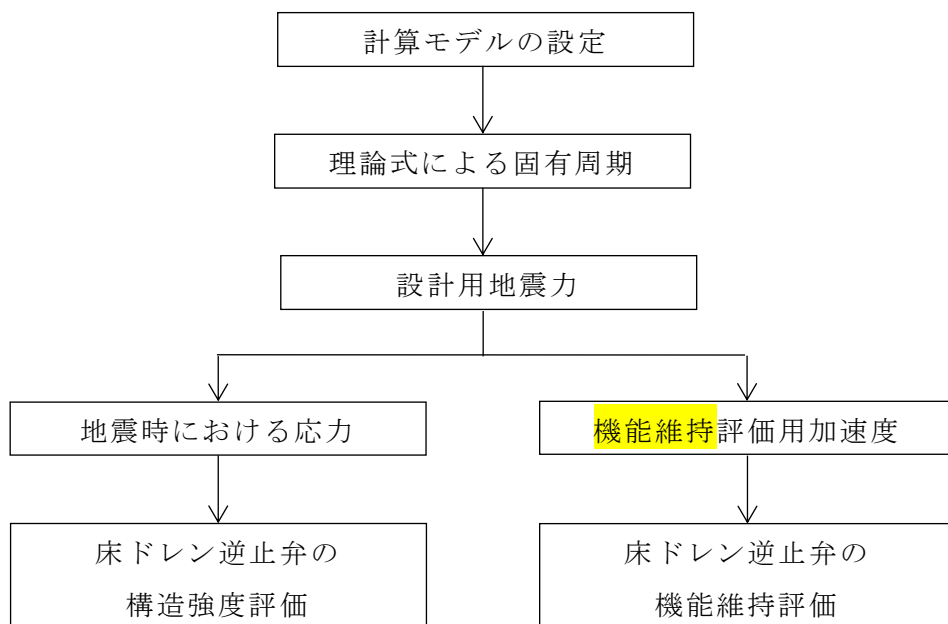 計算モデルの設定
理論式による固有周期
設計用地震力
地震時における応力
機能維持評価用加速度
床ドレン逆止弁の
構造強度評価
床ドレン逆止弁の
機能維持評価